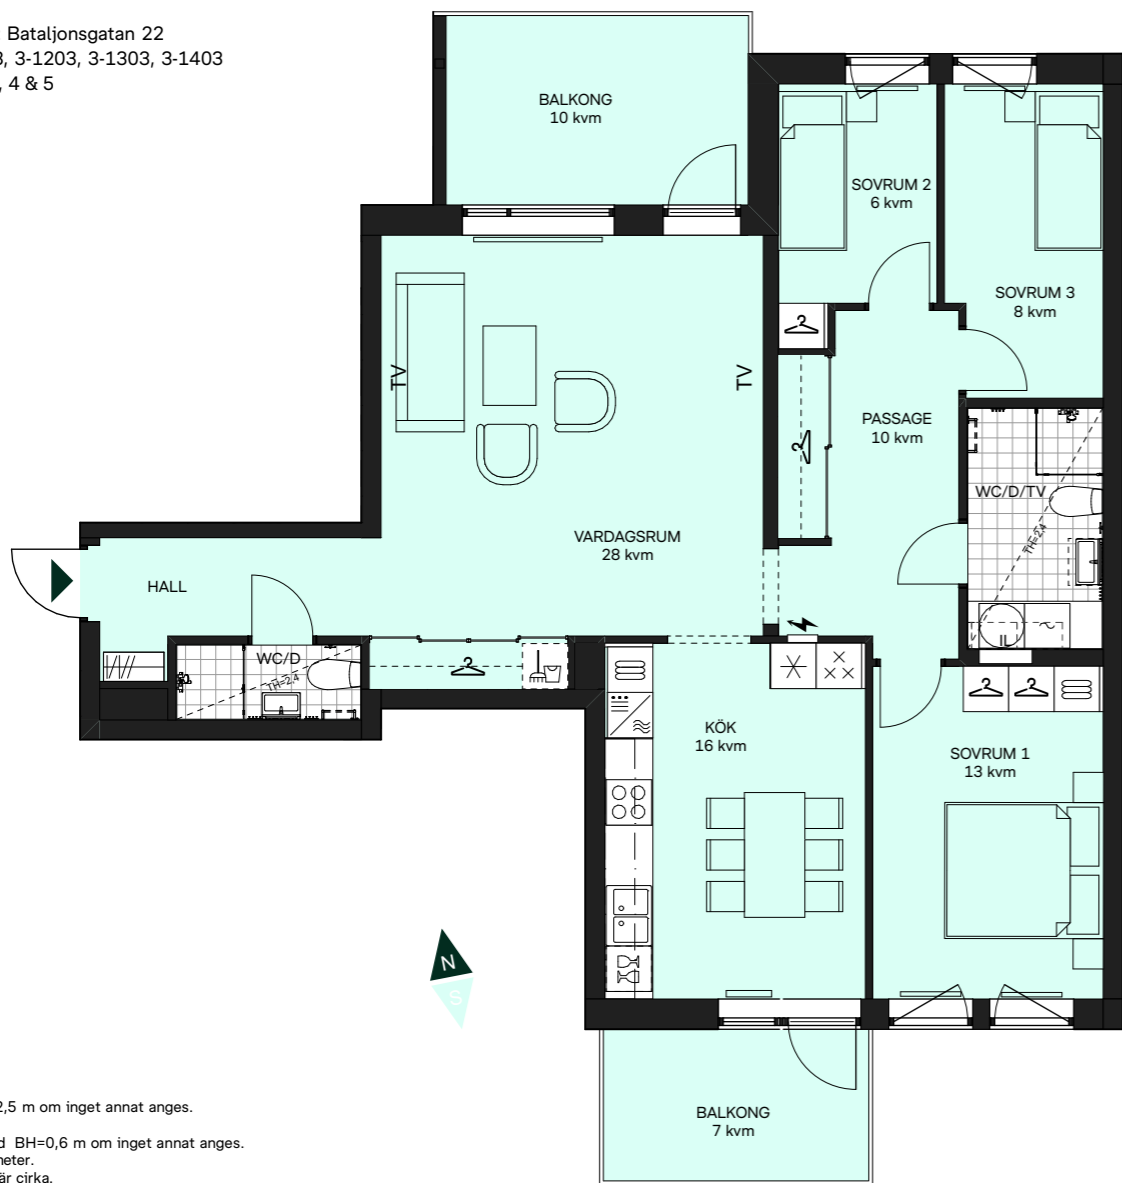 Bataljonsgatan 22
3-1203, 3-1303, 3-1403
4 & 5
BALKONG
10 kvm
SOVRUM 2
6 kvm
SOVRUM 3
8 kvm
TV
TV
PASSAGE
10 kvm
WC/D/TV
TH=2,4
VARDAGSRUM
28 kvm
HALL
WC/D
TH=2,4
KÖK
16 kvm
SOVRUM 1
13 kvm
N
S
2,5 m om inget annat anges.
BH=0,6 m om inget annat anges.
är cirka.
BALKONG
7 kvm